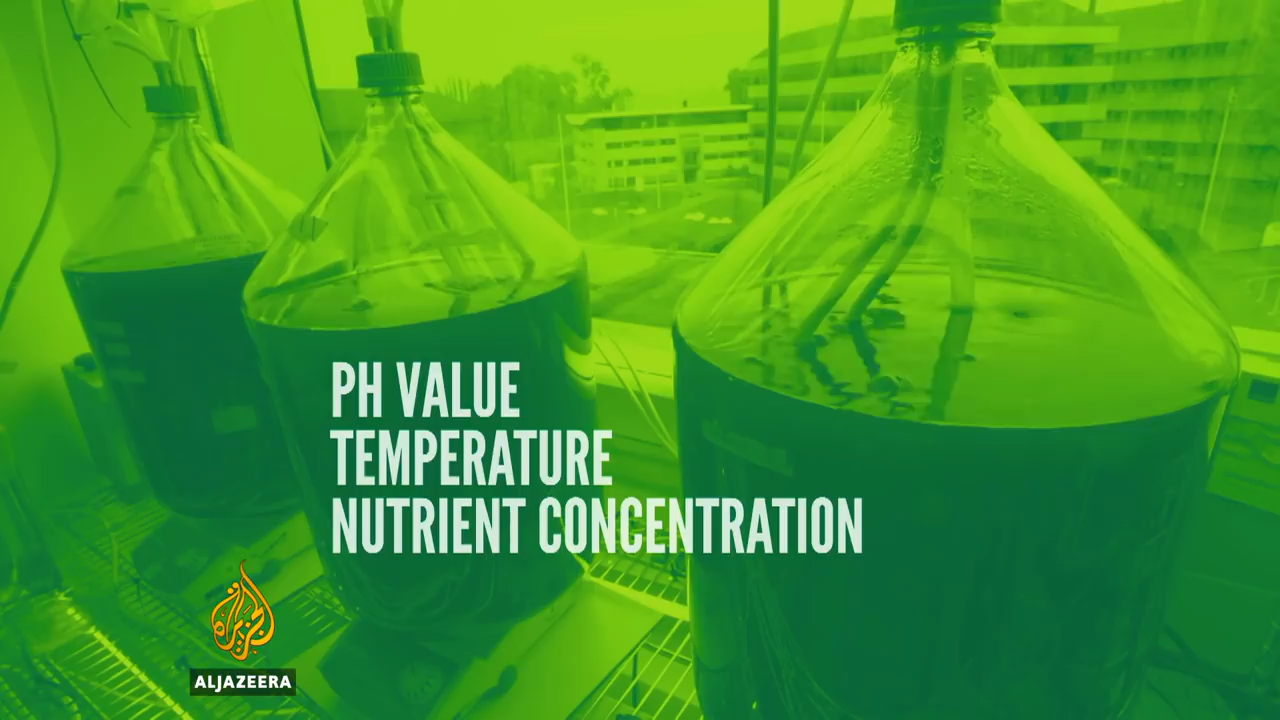 PH VALUE
TEMPERATURE
NUTRIENT CONCENTRATION
الجزيرة
ALJAZEERA